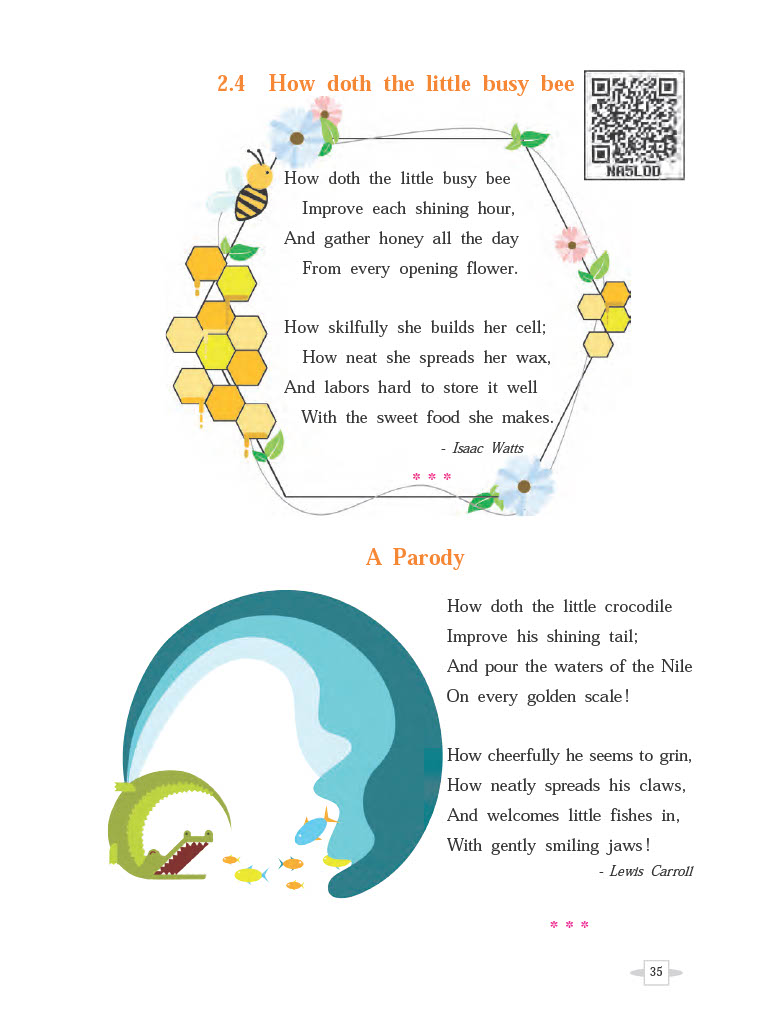 2.4 How doth the little busy bee
NA5LOD
How doth the little busy bee
Improve each shining hour,
And gather honey all the day
From every opening flower.
How skilfully she builds her cell;
How neat she spreads her wax,
And labors hard to store it well
With the sweet food she makes.
- Isaac Watts
* * *
A Parody
How doth the little crocodile
Improve his shining tail;
And pour the waters of the Nile
On every golden scale!
How cheerfully he seems to grin,
How neatly spreads his claws,
And welcomes little fishes in,
With gently smiling jaws!
- Lewis Carroll
* * *
35